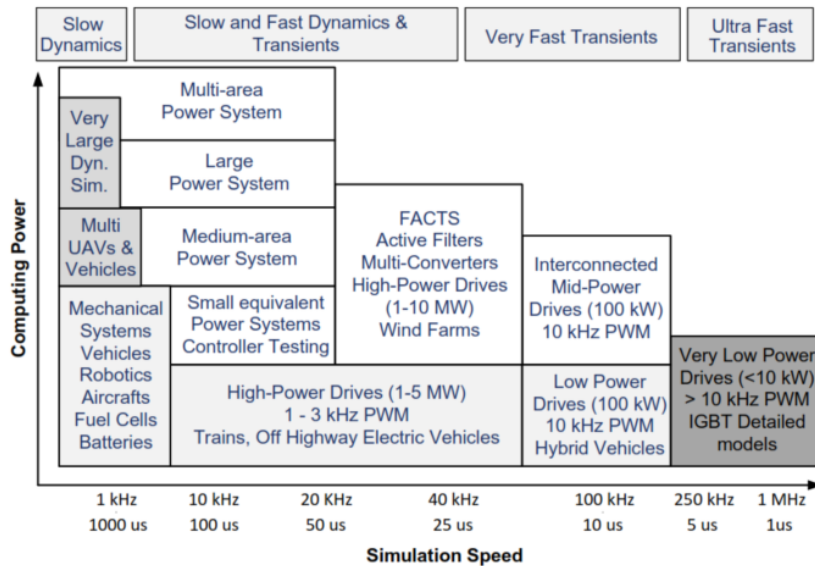 Slow
Dynamics
Slow and Fast Dynamics &
Transients
Very Fast Transients
Ultra Fast
Transients
Computing Power
Very
Large
Dyn.
Sim.
Multi-area
Power System
Large
Power System
Multi
UAVs &
Vehicles
Medium-area
Power System
FACTS
Active Filters
Multi-Converters
High-Power Drives
(1-10 MW)
Wind Farms
Interconnected
Mid-Power
Drives (100 kW)
10 kHz PWM
Mechanical
Systems
Vehicles
Robotics
Aircrafts
Fuel Cells
Batteries
Small equivalent
Power Systems
Controller Testing
High-Power Drives (1-5 MW)
1 - 3 kHz PWM
Trains, Off Highway Electric Vehicles
Low Power
Drives (100 kW)
10 kHz PWM
Hybrid Vehicles
Very Low Power
Drives (<10 kW)
> 10 kHz PWM
IGBT Detailed
models
1 kHz 10 kHz 20 kHz 40 kHz 100 kHz 250 kHz 1 MHz
1000 us 100 us 50 us 25 us 10 us 5 us 1us
Simulation Speed